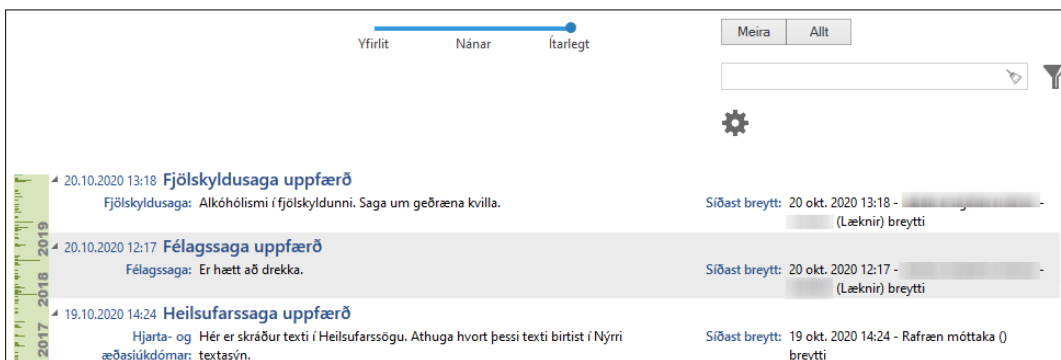 Yfirlit Nánar Ítarlegt Meira Allt
20.10.2020 13:18 Fjölskyldusaga uppfærð
Fjölskyldusaga: Alkóhólismi í fjölskyldunni. Saga um geðræna kvilla. Síðast breytt: 20 okt. 2020 13:18 - -
(Læknir) breytti
2019
20.10.2020 12:17 Félagssaga uppfærð
Félagssaga: Er hætt að drekka. Síðast breytt: 20 okt. 2020 12:17 - -
(Læknir) breytti
2018
19.10.2020 14:24 Heilsufarssaga uppfærð
Hjarta- og Hér er skráður texti í Heilsufarssögu. Athuga hvort þessi texti birtist í Nýrri Síðast breytt: 19 okt. 2020 14:24 - Rafræn móttaka ()
æðasjúkdómar: textasýn. breytti
2017